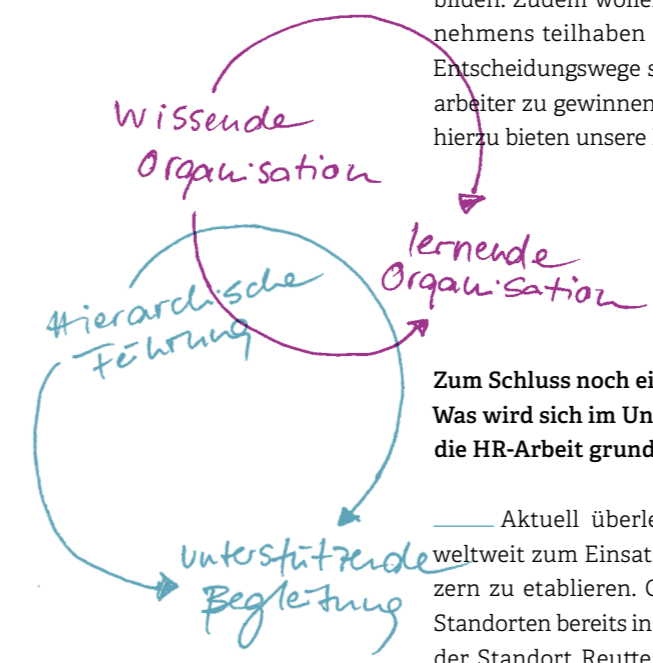 bilden. Zudem
nehmens teilhaben
Entscheidungswege s
arbeiter zu gewinnen
hierzu bieten unsere
Wissende
Organisation
lernende
Organisation
Hierarchische
Führung
Zum Schluss noch ei
Was wird sich im Un
die HR-Arbeit grund
Aktuell überle
unterstützende
Begleitung
weltweit zum Einsat
zern zu etablieren.
Standorten bereits in
der Standort Reutte